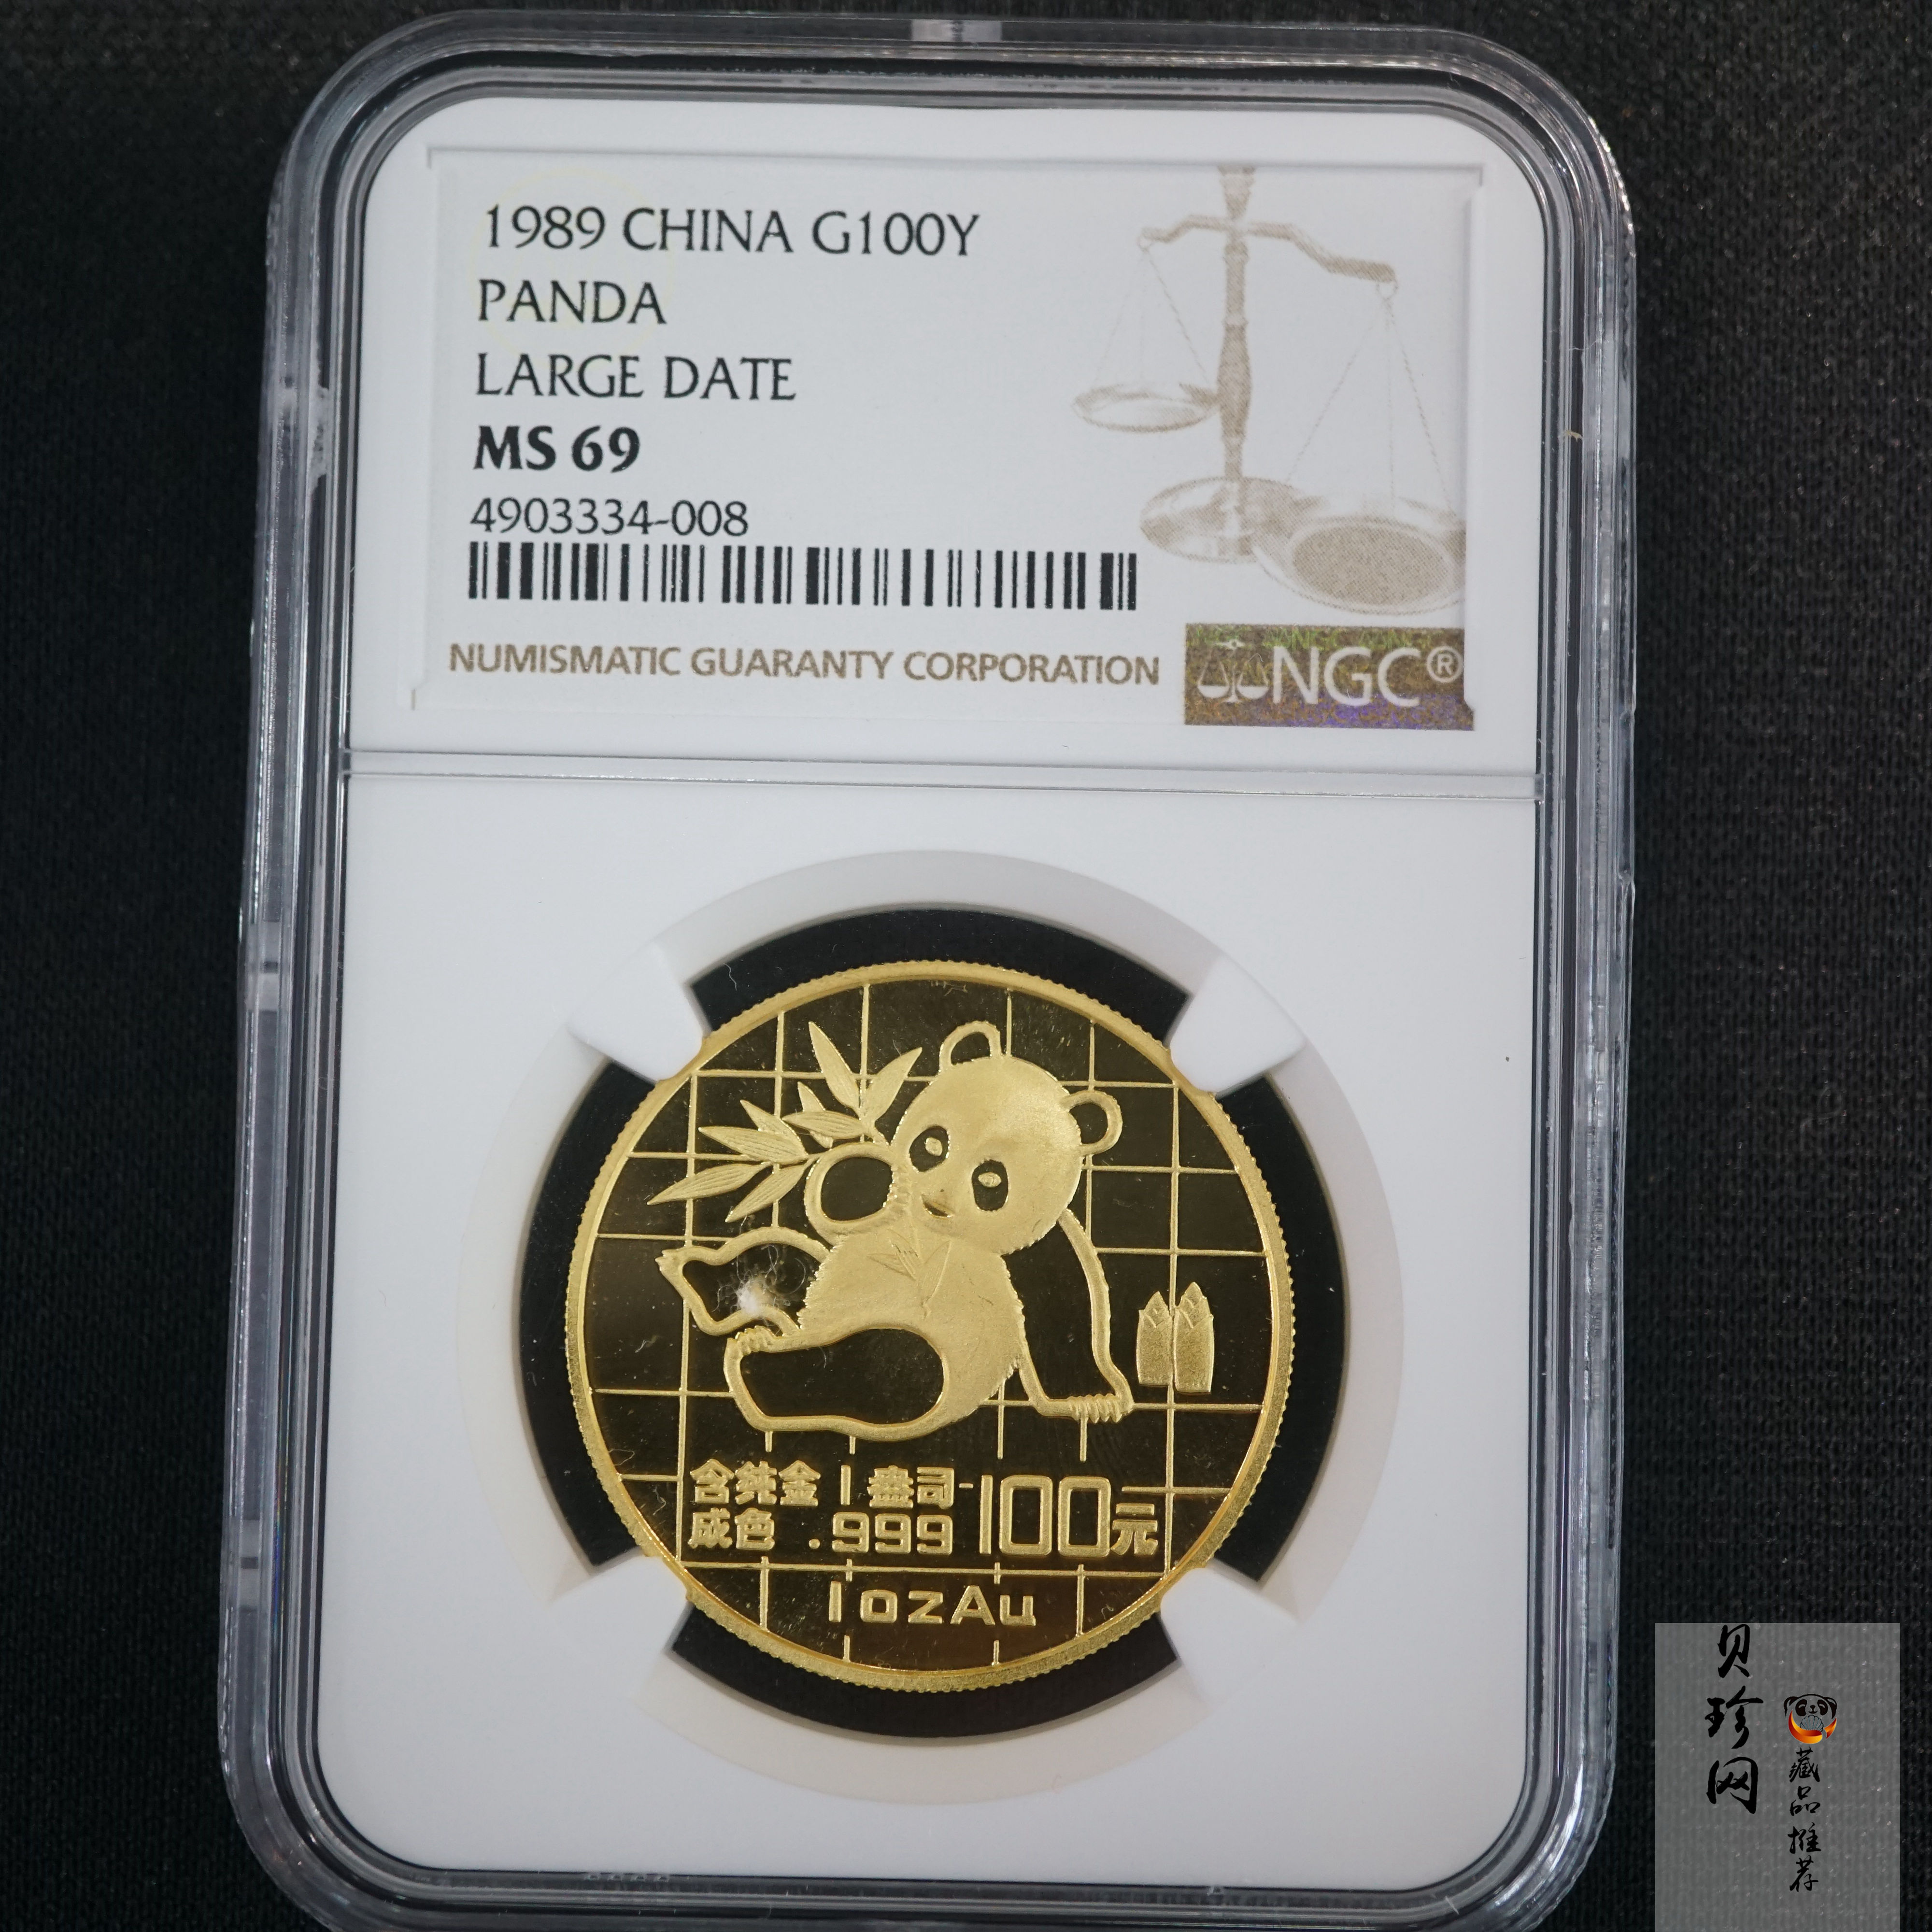 1989 CHINA G100Y
PANDA
LARGE DATE
MS 69
4903334-008
NUMISMATIC GUARANTY CORPORATION
NGC®
含纯金 1 盎司
成色 .999
100元
1ozAu
贝珍网
藏品推荐